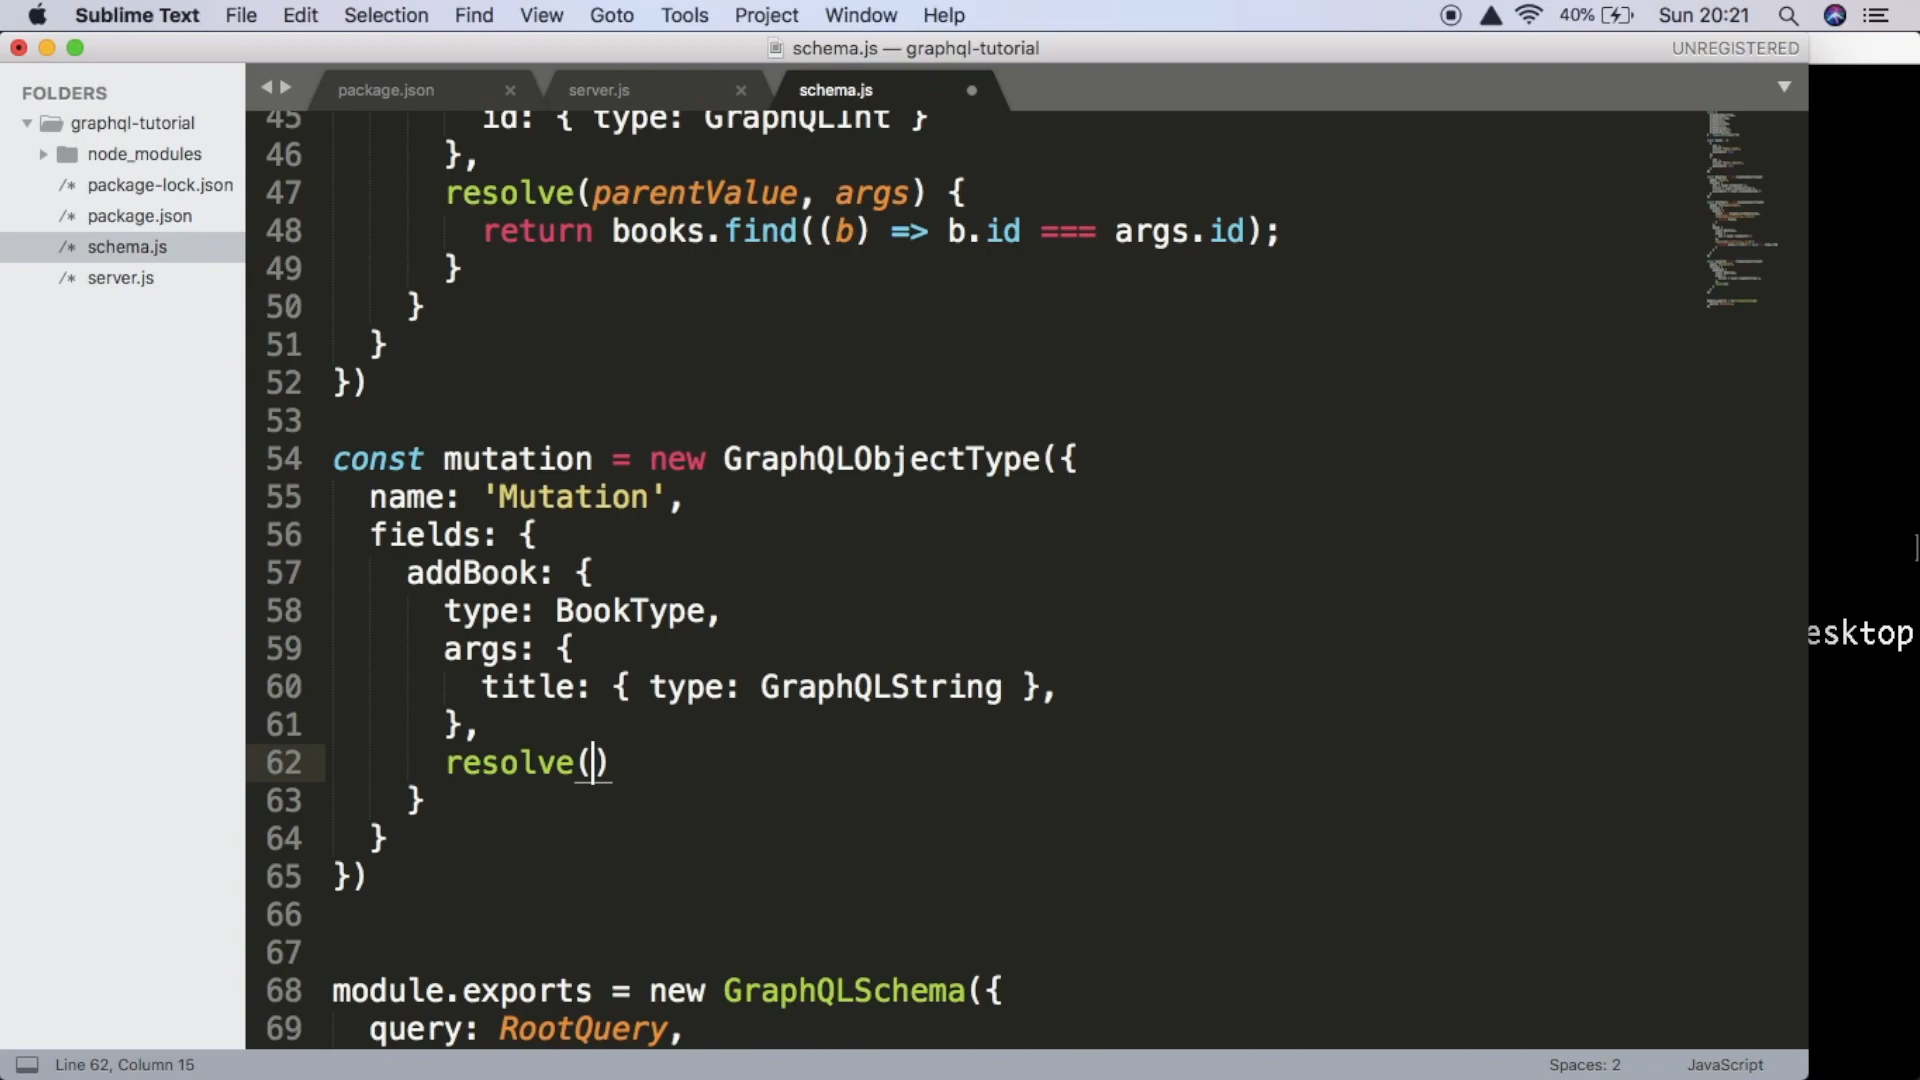 Sublime Text File Edit Selection Find View Goto Tools Project Window Help 40% Sun 20:21
schema.js — graphql-tutorial UNREGISTERED
FOLDERS
graphql-tutorial
node_modules
/* package-lock.json
/* package.json
/* schema.js
/* server.js
package.json server.js schema.js
45 id: { type: GraphQLInt }
46 },
47 resolve(parentValue, args) {
48 return books.find((b) => b.id === args.id);
49 }
50 }
51 }
52 })
53
54 const mutation = new GraphQLObjectType({
55 name: 'Mutation',
56 fields: {
57 addBook: {
58 type: BookType,
59 args: {
60 title: { type: GraphQLString },
61 },
62 resolve()
63 }
64 }
65 })
66
67
68 module.exports = new GraphQLSchema({
69 query: RootQuery,
esktop
Line 62, Column 15 Spaces: 2 JavaScript